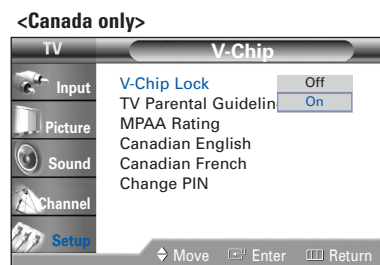 <Canada only>
TV
V-Chip
Input
Picture
Sound
Channel
Setup
V-Chip Lock
Off
TV Parental Guidelin
On
MPAA Rating
Canadian English
Canadian French
Change PIN
Move Enter Return